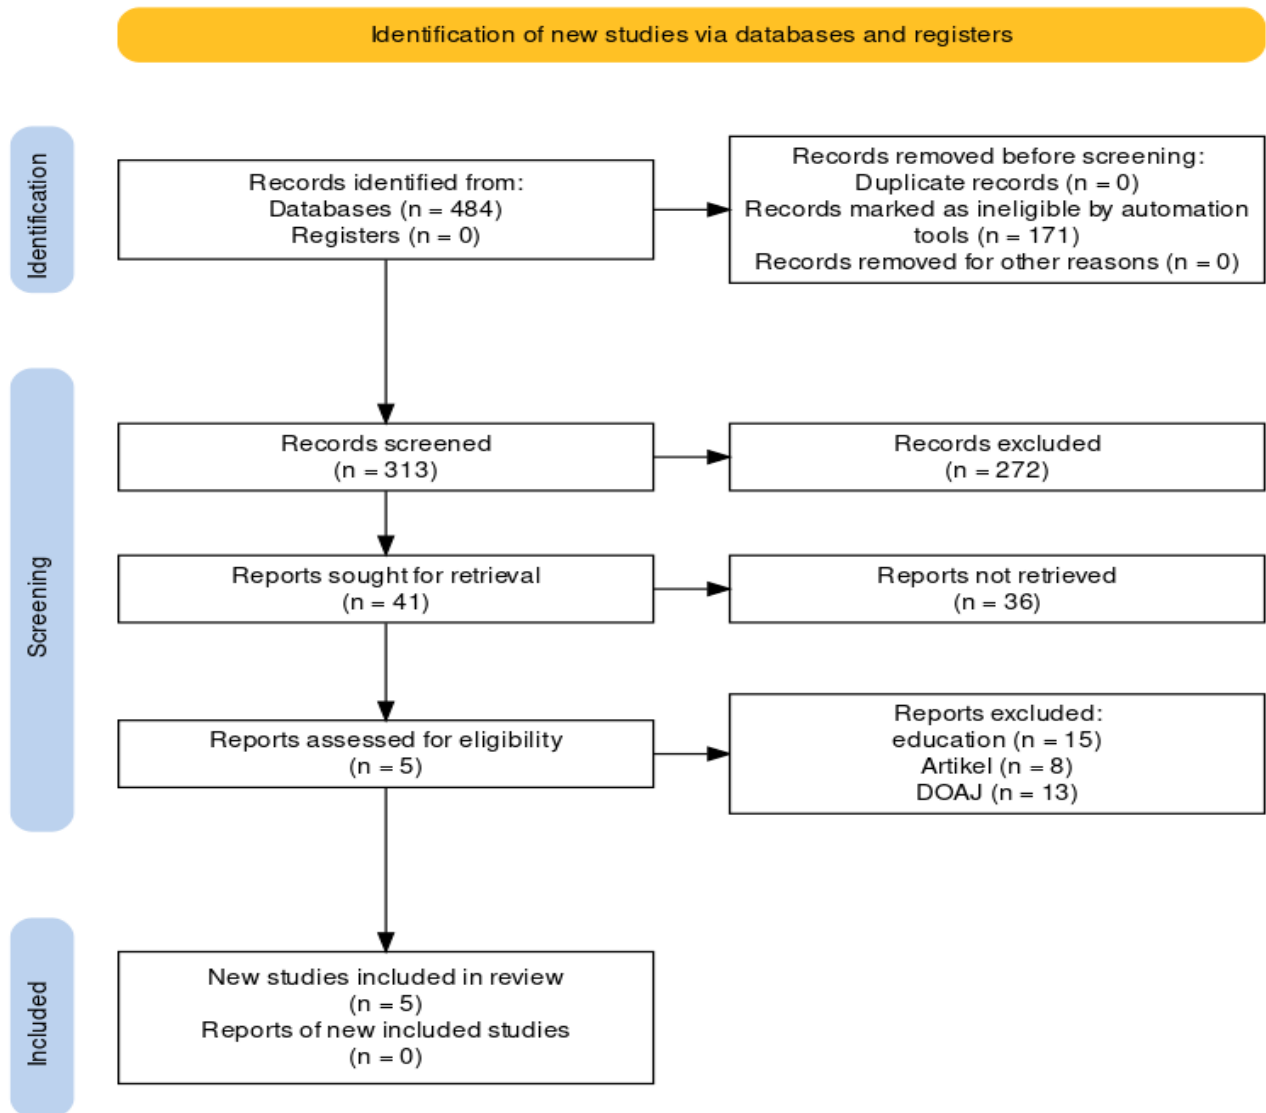 Identification of new studies via databases and registers
Identification
Records identified from:
Databases (n = 484)
Registers (n = 0)
Records removed before screening:
Duplicate records (n = 0)
Records marked as ineligible by automation
tools (n = 171)
Records removed for other reasons (n = 0)
Screening
Records screened
(n = 313)
Records excluded
(n = 272)
Reports sought for retrieval
(n = 41)
Reports not retrieved
(n = 36)
Reports assessed for eligibility
(n = 5)
Reports excluded:
education (n = 15)
Artikel (n = 8)
DOAJ (n = 13)
Included
New studies included in review
(n = 5)
Reports of new included studies
(n = 0)